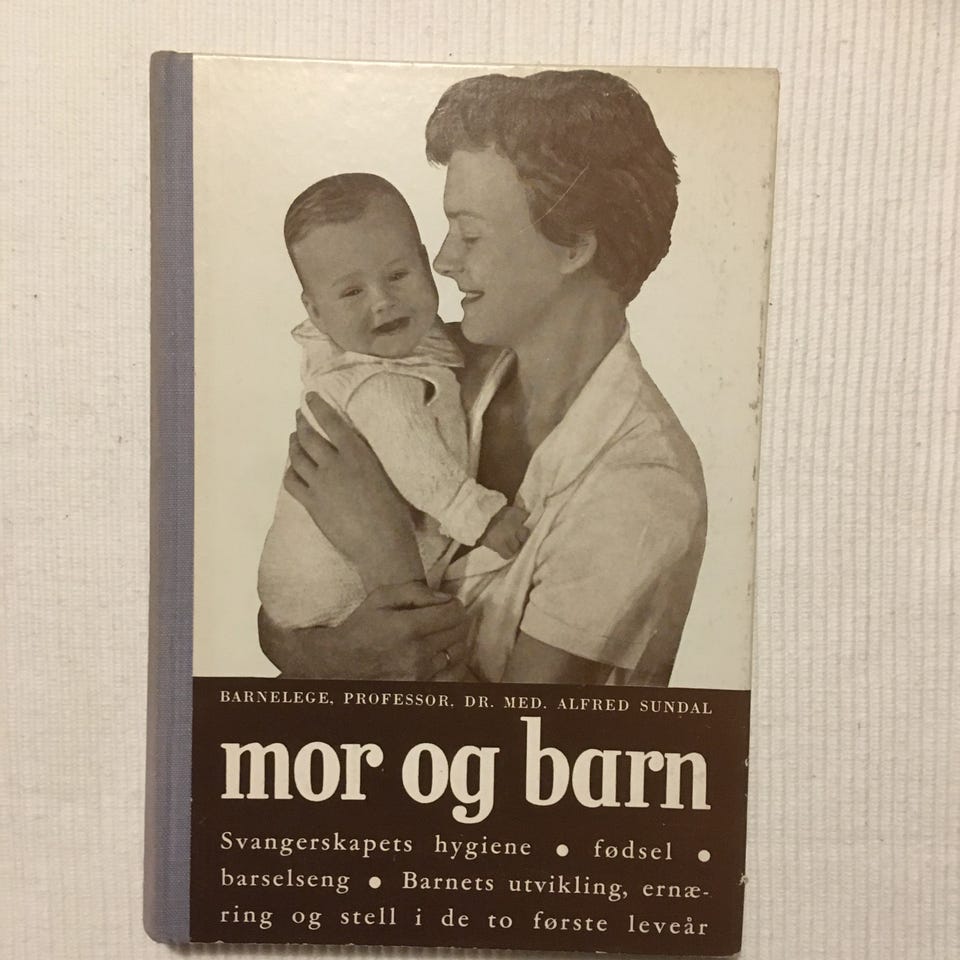 BARNELEGE, PROFESSOR, DR. MED. ALFRED SUNDAL
mor og barn
Svangerskapets hygiene ● fødsel ●
barselseng ● Barnets utvikling, ernæ-
ring og stell i de to første leveår